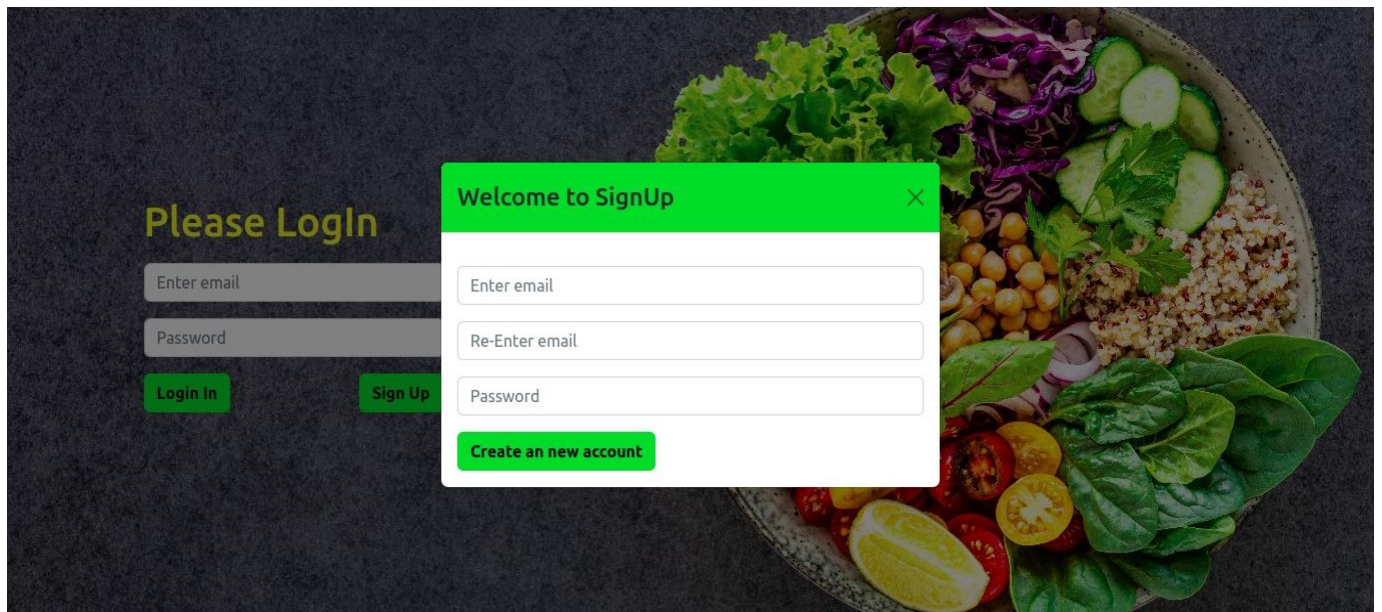 Please LogIn
Enter email
Password
Login In
Sign Up
Welcome to SignUp
Enter email
Re-Enter email
Password
Create an new account